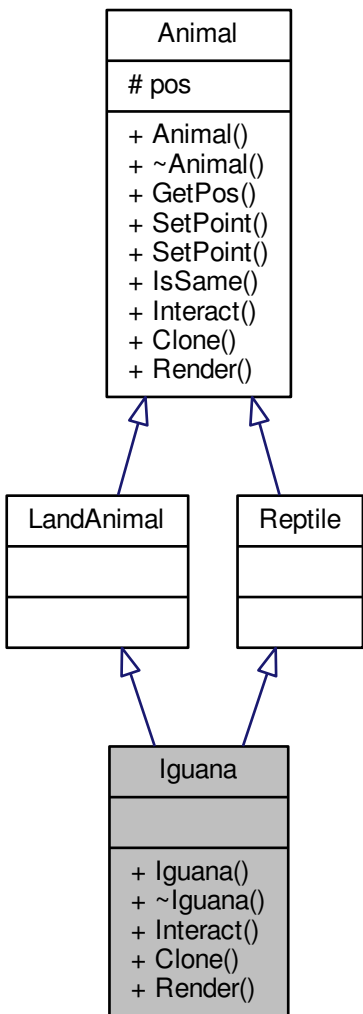 Animal
# pos
+ Animal()
+ ~Animal()
+ GetPos()
+ SetPoint()
+ SetPoint()
+ IsSame()
+ Interact()
+ Clone()
+ Render()
LandAnimal
Reptile
Iguana
+ Iguana()
+ ~Iguana()
+ Interact()
+ Clone()
+ Render()